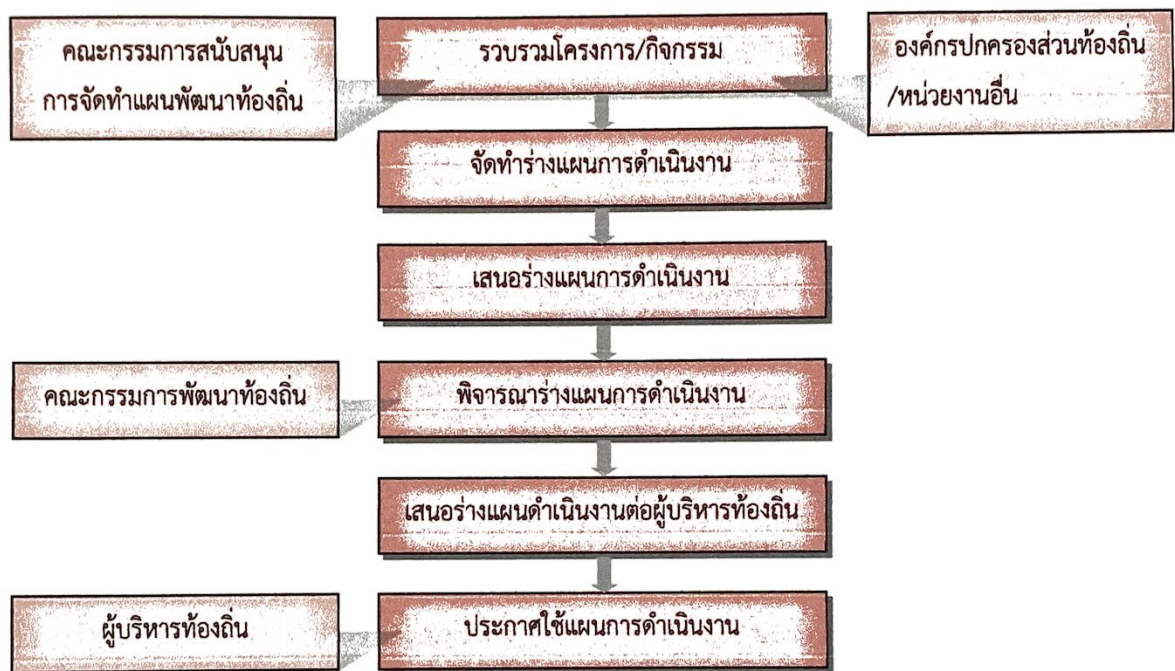 คณะกรรมการสนับสนุน
การจัดทำแผนพัฒนาท้องถิ่น
รวบรวมโครงการ/กิจกรรม
องค์กรปกครองส่วนท้องถิ่น
/หน่วยงานอื่น
จัดทำร่างแผนการดำเนินงาน
เสนอร่างแผนการดำเนินงาน
คณะกรรมการพัฒนาท้องถิ่น
พิจารณาร่างแผนการดำเนินงาน
เสนอร่างแผนดำเนินงานต่อผู้บริหารท้องถิ่น
ผู้บริหารท้องถิ่น
ประกาศใช้แผนการดำเนินงาน